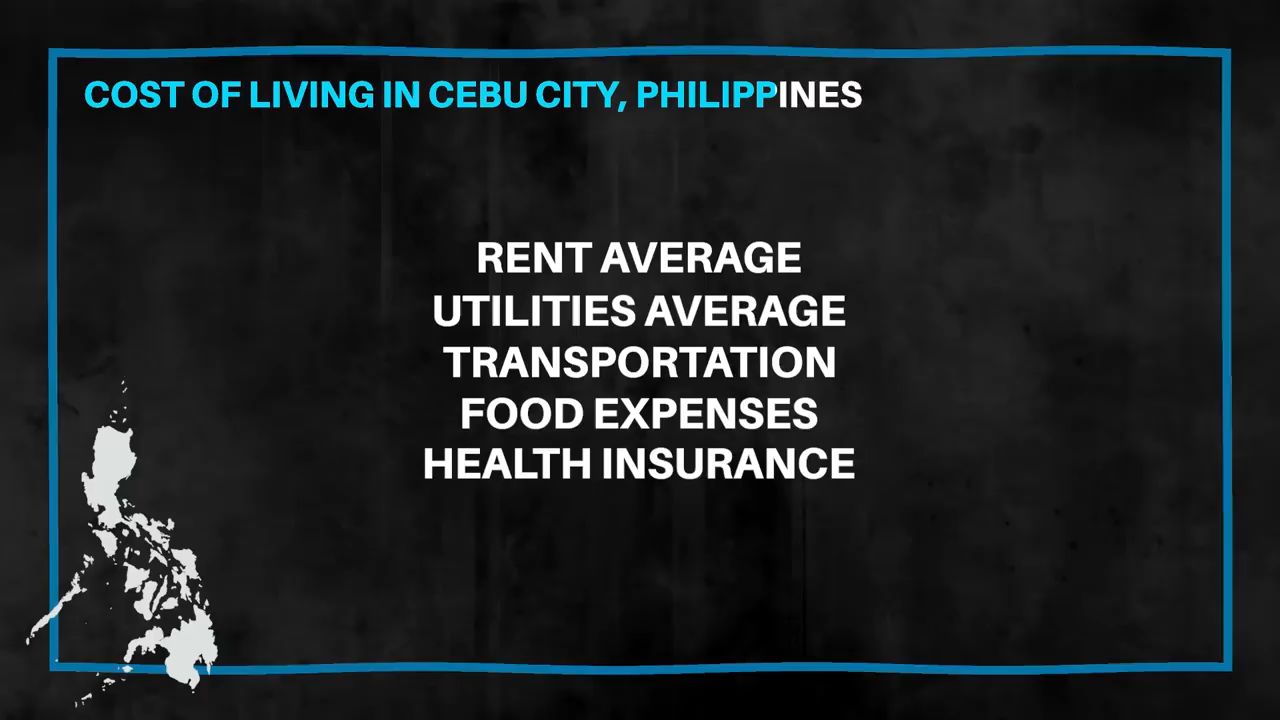 COST OF LIVING IN CEBU CITY, PHILIPPINES
RENT AVERAGE
UTILITIES AVERAGE
TRANSPORTATION
FOOD EXPENSES
HEALTH INSURANCE